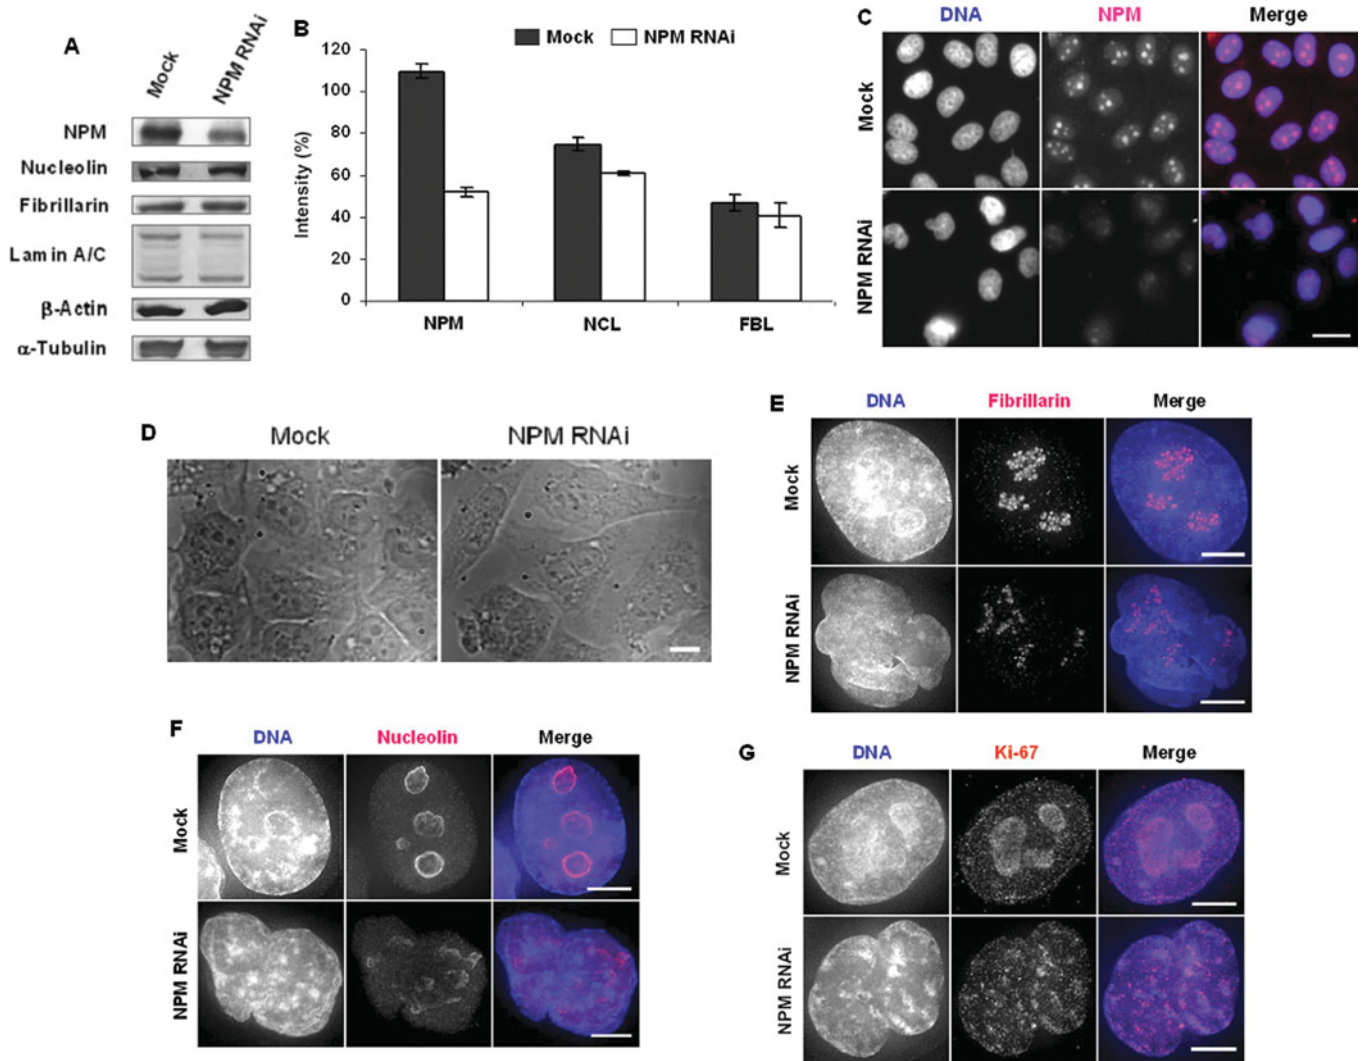 A
Mock
NPM RNAi
NPM
Nucleolin
Fibrillarin
Lamin A/C
β-Actin
α-Tubulin
B
Mock NPM RNAi
Intensity (%)
120
100
80
60
40
20
0
NPM NCL FBL
C
DNA NPM Merge
Mock
NPM RNAi
D
Mock NPM RNAi
E
DNA Fibrillarin Merge
Mock
NPM RNAi
F
DNA Nucleolin Merge
Mock
NPM RNAi
G
DNA Ki-67 Merge
Mock
NPM RNAi